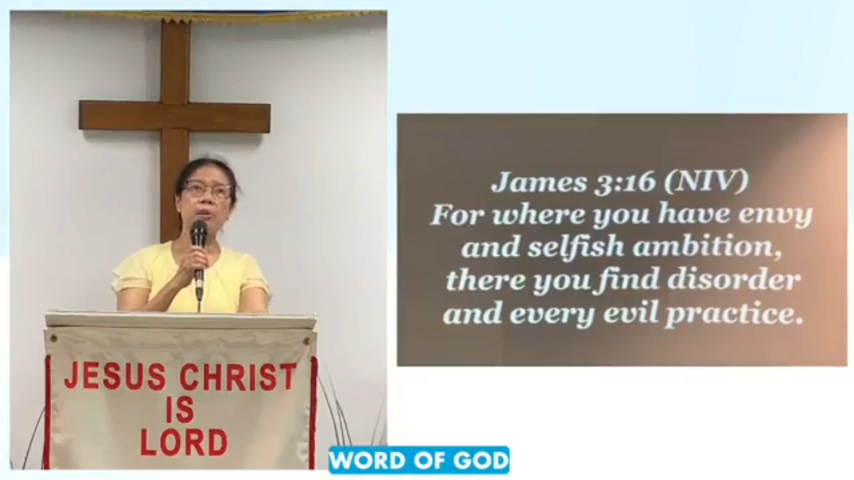 James 3:16 (NIV)
For where you have envy
and selfish ambition,
there you find disorder
and every evil practice.
JESUS CHRIST
IS
LORD
WORD OF GOD